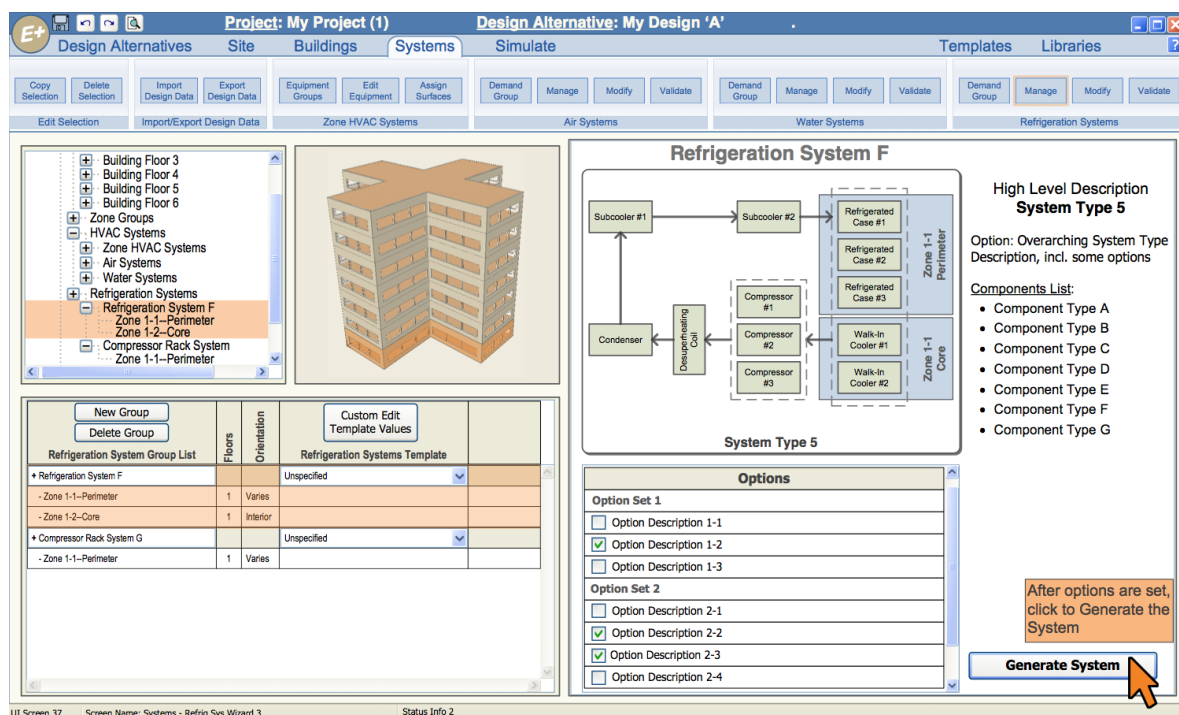 E+
Project: My Project (1)
Design Alternative: My Design ‘A’ .
Design Alternatives
Site
Buildings
Systems
Simulate
Templates
Libraries
?
Copy
Selection
Delete
Selection
Import
Design Data
Export
Design Data
Equipment
Groups
Edit
Equipment
Assign
Surfaces
Demand
Group
Manage
Modify
Validate
Demand
Group
Manage
Modify
Validate
Demand
Group
Manage
Modify
Validate
Edit Selection
Import/Export Design Data
Zone HVAC Systems
Air Systems
Water Systems
Refrigeration Systems
Building Floor 3
Building Floor 4
Building Floor 5
Building Floor 6
Zone Groups
HVAC Systems
Zone HVAC Systems
Air Systems
Water Systems
Refrigeration Systems
Refrigeration System F
Zone 1-1--Perimeter
Zone 1-2--Core
Compressor Rack System
Zone 1-1--Perimeter
New Group
Delete Group
Refrigeration System Group List
Floors
Orientation
Custom Edit
Template Values
Refrigeration Systems Template
+ Refrigeration System F
Unspecified
- Zone 1-1--Perimeter
1
Varies
- Zone 1-2--Core
1
Interior
+ Compressor Rack System G
Unspecified
- Zone 1-1--Perimeter
1
Varies
Refrigeration System F
Subcooler #1
Subcooler #2
Refrigerated
Case #1
Refrigerated
Case #2
Refrigerated
Case #3
Zone 1-1
Perimeter
Condenser
Desuperheating
Coil
Compressor
#1
Compressor
#2
Compressor
#3
Walk-In
Cooler #1
Walk-In
Cooler #2
Zone 1-1
Core
System Type 5
High Level Description
System Type 5
Option: Overarching System Type
Description, incl. some options
Components List:
• Component Type A
• Component Type B
• Component Type C
• Component Type D
• Component Type E
• Component Type F
• Component Type G
Options
Option Set 1
Option Description 1-1
Option Description 1-2
Option Description 1-3
Option Set 2
Option Description 2-1
Option Description 2-2
Option Description 2-3
Option Description 2-4
After options are set,
click to Generate the
System
Generate System
UI Screen 37
Screen Name: Systems - Refrig Sys Wizard 3
Status Info 2